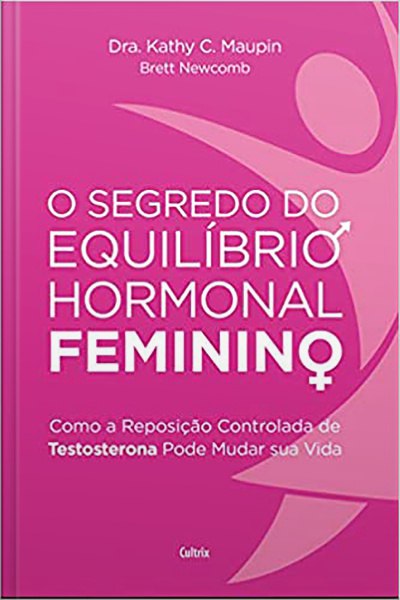 Dra. Kathy C. Maupin
Brett Newcomb
O SEGREDO DO
EQUILÍBRIO
HORMONAL
FEMININO
Como a Reposição Controlada de
Testosterona Pode Mudar sua Vida
Cultrix